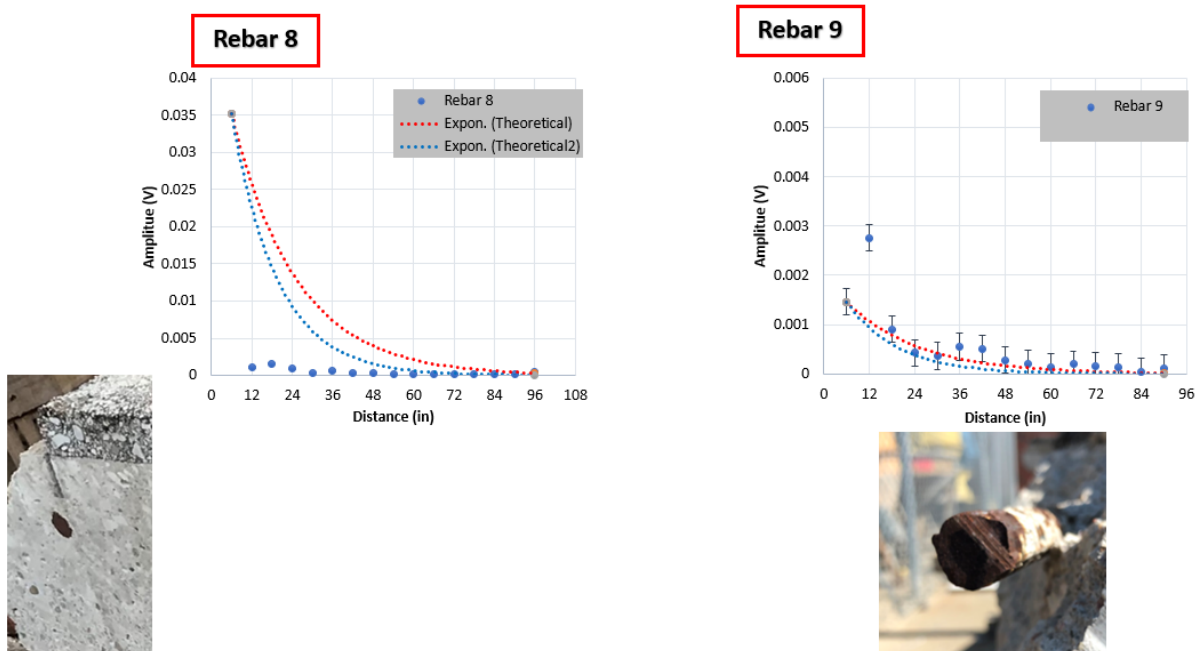 Rebar 8
0.04
0.035
0.03
0.025
0.02
0.015
0.01
0.005
0
0 12 24 36 48 60 72 84 96 108
Amplitue (V)
Distance (in)
Rebar 8
Expon. (Theoretical)
Expon. (Theoretical2)
Rebar 9
0.006
0.005
0.004
0.003
0.002
0.001
0
0 12 24 36 48 60 72 84 96
Amplitue (V)
Distance (in)
Rebar 9